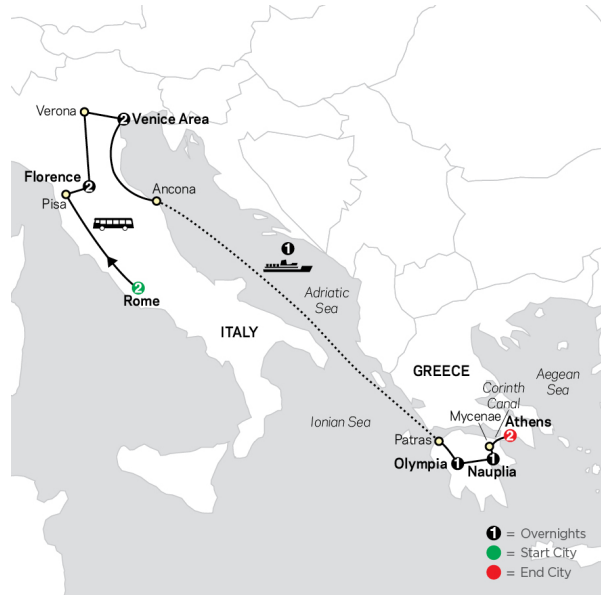 Verona
2 Venice Area
Florence
2
Pisa
Ancona
2
Rome
1
Adriatic
Sea
ITALY
GREECE
Aegean
Sea
Corinth
Canal
Mycenae
Athens
2
Ionian Sea
Patras
Olympia 1
1
Nauplia
1 = Overnights
= Start City
= End City